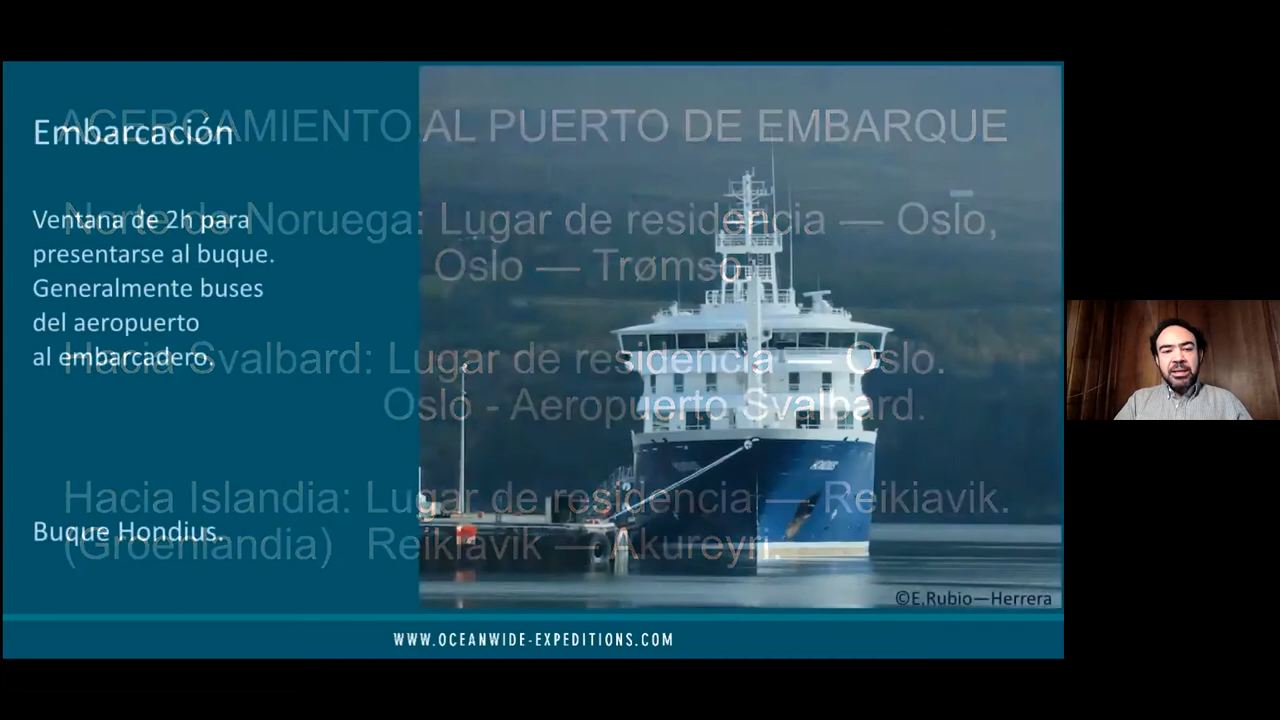 ACERCAMIENTO AL PUERTO DE EMBARQUE
Norte de Noruega: Lugar de residencia — Oslo,
Oslo — Trømso.
Hacia Svalbard: Lugar de residencia — Oslo.
Oslo - Aeropuerto Svalbard.
Hacia Islandia: Lugar de residencia — Reikiavik.
(Groenlandia) Reikiavik — Akureyri.
Embarcación
Ventana de 2h para
presentarse al buque.
Generalmente buses
del aeropuerto
al embarcadero.
Buque Hondius.
HONDIUS
©E.Rubio—Herrera
WWW.OCEANWIDE-EXPEDITIONS.COM